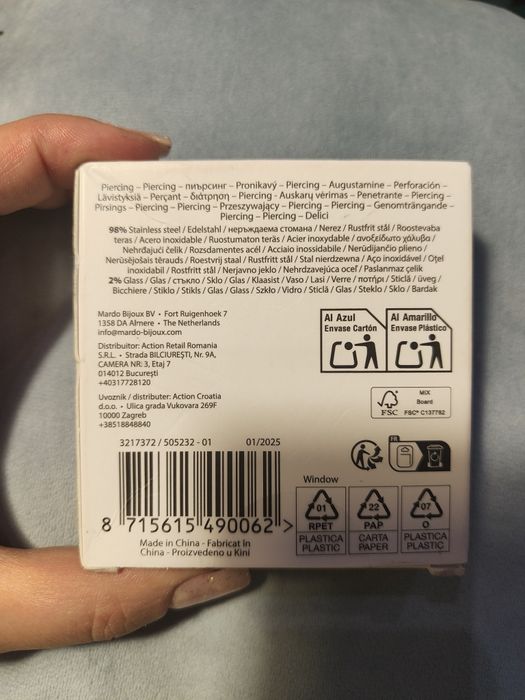 Piercing – Piercing – пиърсинг – Pronikavý – Piercing – Augustamine – Perforación –
Lävistyksiä – Perçant – διάτρηση – Piercing - Auskarų vėrimas – Penetrante – Piercing –
Pirsings – Piercing – Przeszywający – Piercing – Piercing – Piercing – Genomträngande –
Piercing – Piercing – Delici
98% Stainless steel / Edelstahl / неръждаема стомана / Nerez / Rustfrit stål / Roostevaba
teras / Acero inoxidable / Ruostumaton teräs / Acier inoxydable / ανοξείδωτο χάλυβα /
Nehrđajući čelik / Rozsdamentes acél / Acciaio inossidabile / Nerūdijančio plieno /
Nerūsējošais tērauds / Roestvrij staal / Rustfritt stål / Stal nierdzewna / Aço inoxidável / Oțel
inoxidabil / Rostfritt stål / Nerjavno jeklo / Nehrdzavejúca oceľ / Paslanmaz çelik
2% Glass / Glas / стъкло / Sklo / Glas / Klaasist / Vaso / Lasi / Verre / ποτήρι / Sticlă / üveg /
Bicchiere / Stiklo / Stikls / Glas / Glass / Szkło / Vidro / Sticlă / Glas / Steklo / Sklo / Bardak
Mardo Bijoux BV • Fort Ruigenhoek 7
1358 DA Almere • The Netherlands
info@mardo-bijoux.com
Distribuitor: Action Retail Romania
S.R.L. • Strada BILCIUREȘTI, Nr. 9A,
CAMERA NR: 3, Etaj 7
014012 București
+40317728120
Uvoznik / distributer: Action Croatia
d.o.o. • Ulica grada Vukovara 269F
10000 Zagreb
+38518848840
Al Azul
Envase Cartón
Al Amarillo
Envase Plástico
FSC
MIX
Board
FSC® C137782
FR
3217372 / 505232 - 01 01/2025
8 715615 490062 >
Made in China - Fabricat în
China - Proizvedeno u Kini
Window
01
RPET
PLASTICA
PLASTIC
22
PAP
CARTA
PAPER
07
O
PLASTICA
PLASTIC